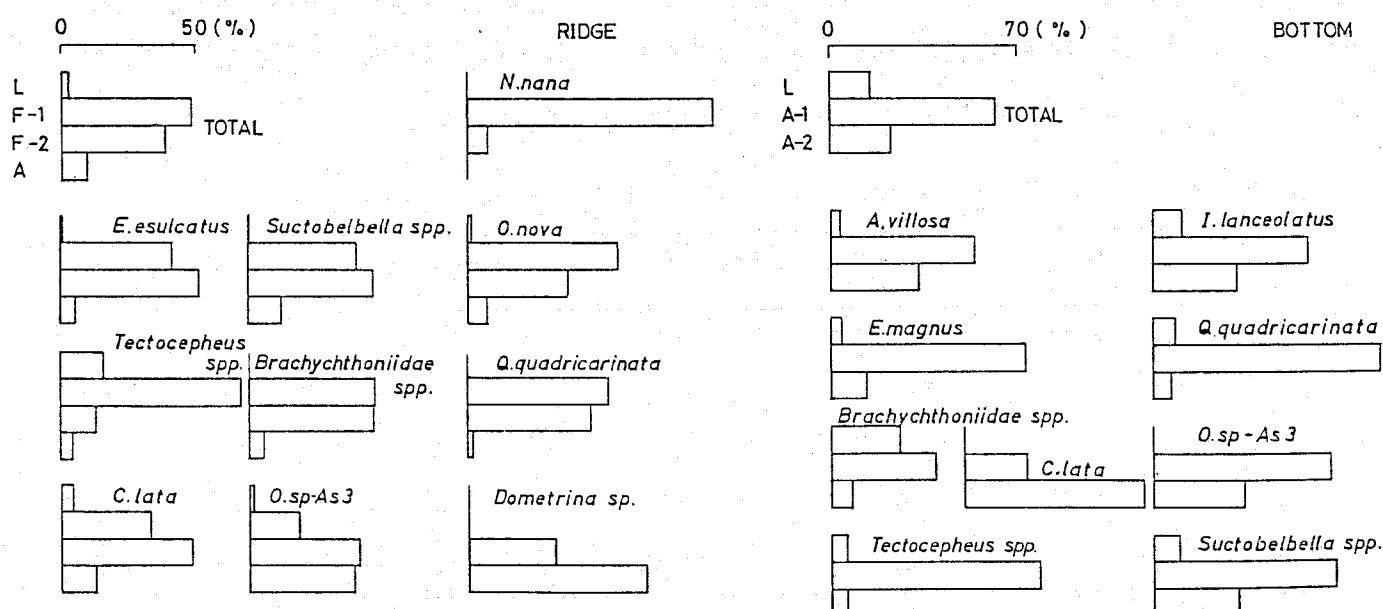 0 50 (%) RIDGE 0 70 (%) BOTTOM
L N.nana L
F-1 A-1
TOTAL TOTAL
F-2 A-2
A
E.esulcatus Suctobelbella spp. O.nova A.villosa I.lanceolatus
Tectocepheus
spp. Brachychthoniidae
spp. Q.quadricarinata E.magnus Q.quadricarinata
Brachychthoniidae spp.
C.lata O.sp-As3
C.lata O.sp-As3 Dometrina sp.
Tectocepheus spp. Suctobelbella spp.